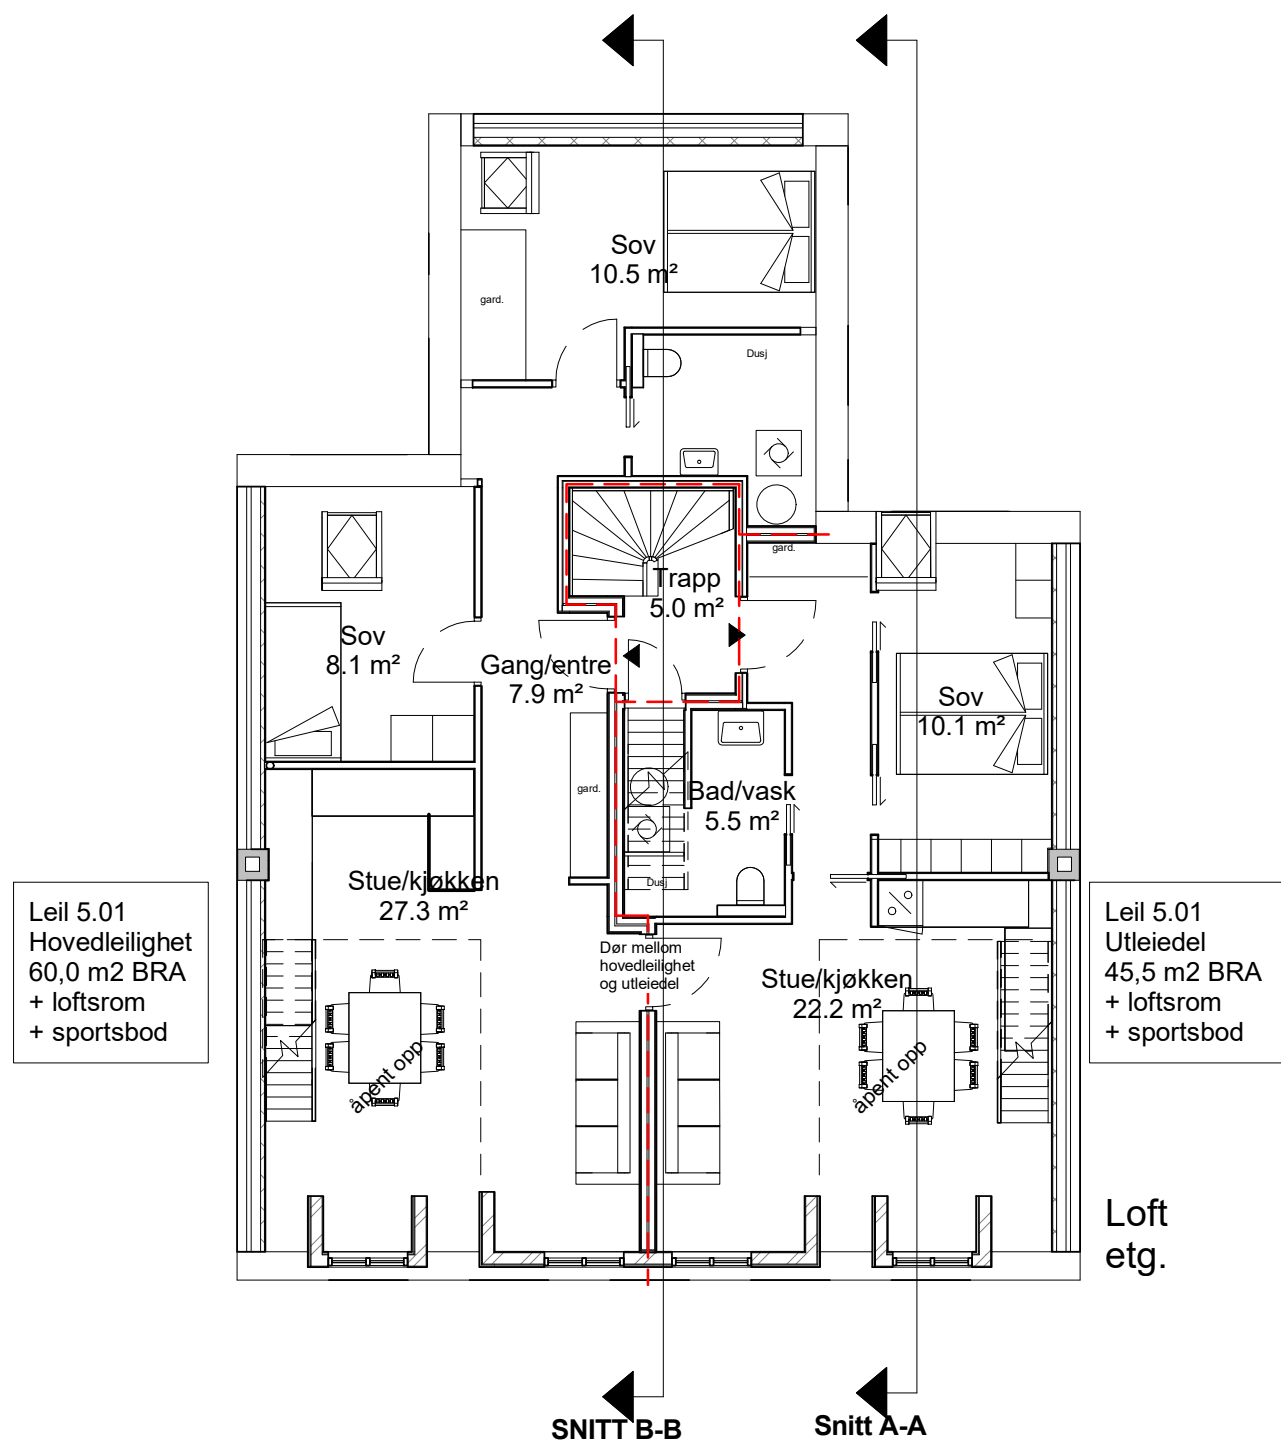 Sov
10.5 m²
gard.
Dusj
gard.
Trapp
5.0 m²
Sov
8.1 m²
Gang/entre
7.9 m²
Sov
10.1 m²
gard.
Bad/vask
5.5 m²
Dusj
Stue/kjøkken
27.3 m²
Leil 5.01
Hovedleilighet
60,0 m2 BRA
+ loftsrom
+ sportsbod
Dør mellom
hovedleilighet
og utleiedel
Stue/kjøkken
22.2 m²
Leil 5.01
Utleiedel
45,5 m2 BRA
+ loftsrom
+ sportsbod
åpent opp
åpent opp
Loft
etg.
SNITT B-B
Snitt A-A